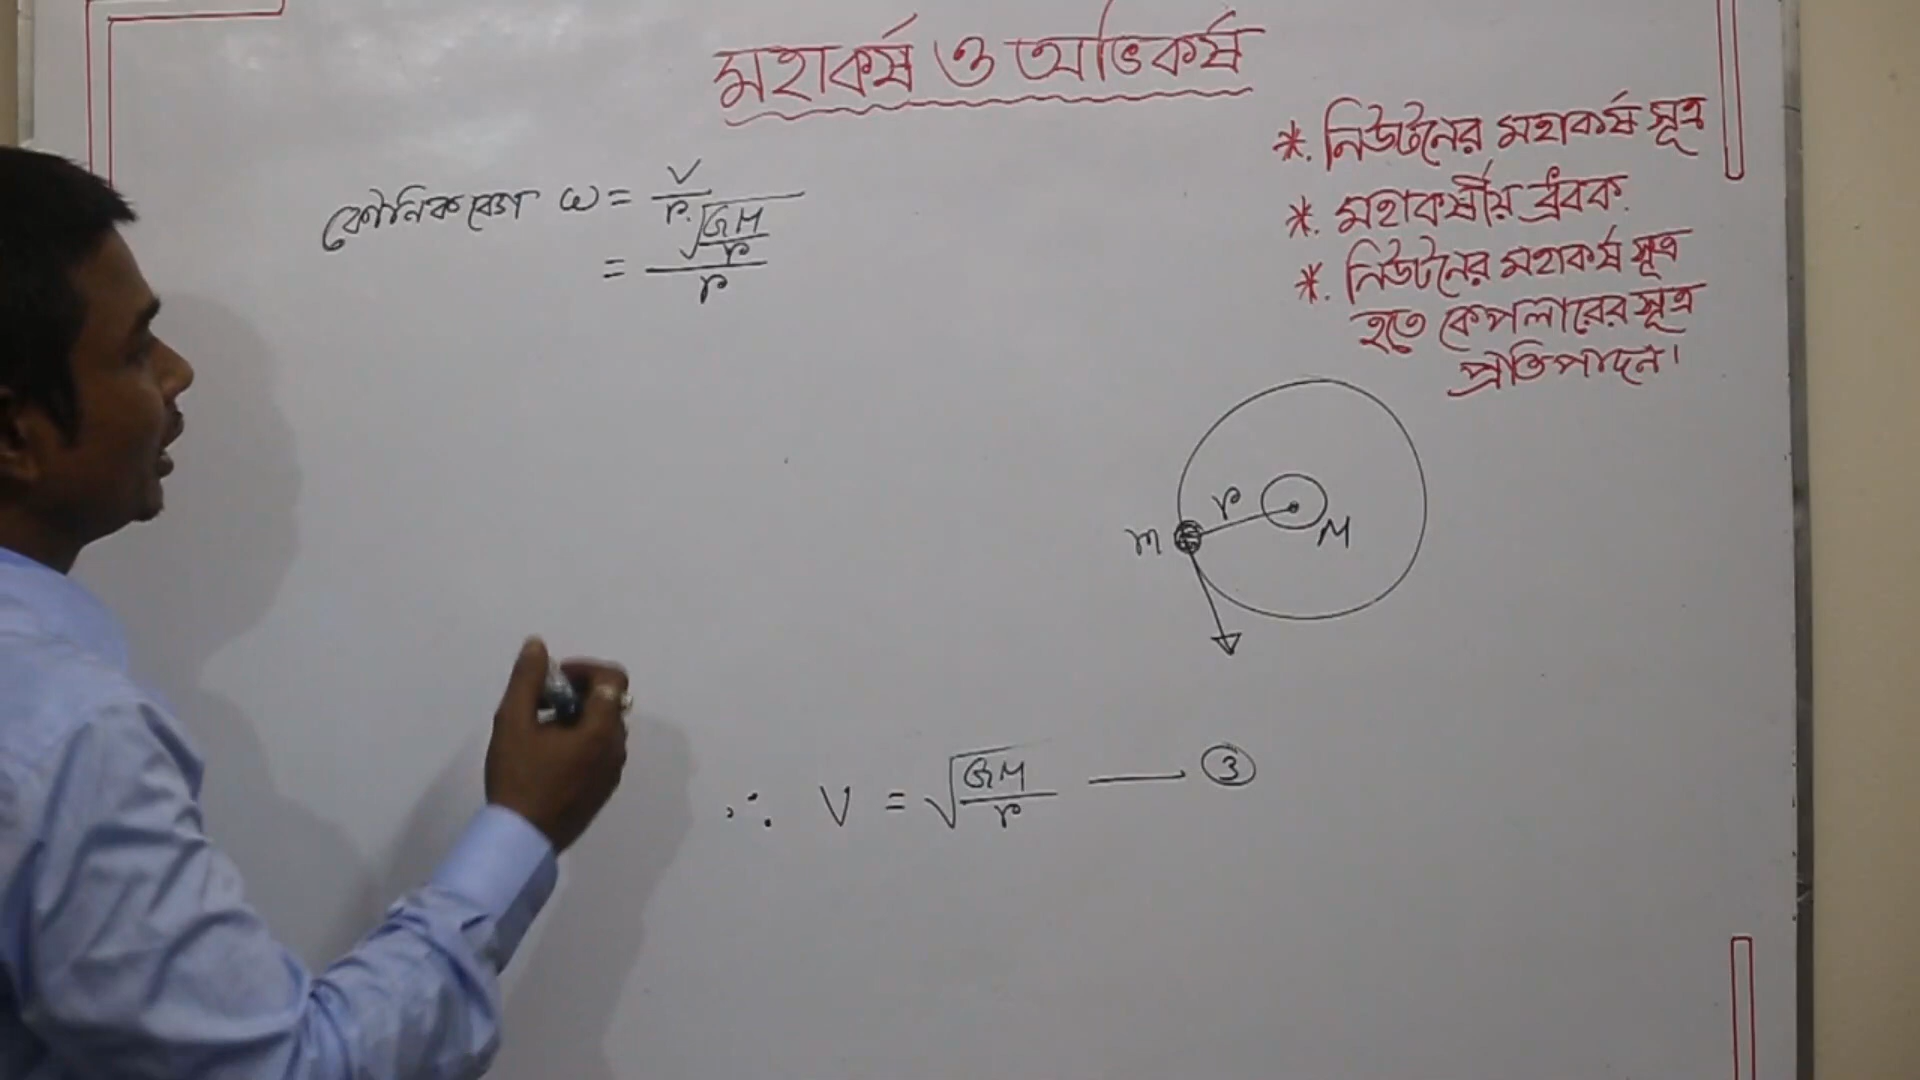 মহাকর্ষ ও অভিকর্ষ
*. নিউটনের মহাকর্ষ সূত্র
*. মহাকর্ষীয় ধ্রুবক.
*. নিউটনের মহাকর্ষ সূত্র
হতে কেপলারের সূত্র
প্রতিপাদন।
কৌনিক বেগ ω = V/r.
= √(GM/r)/r
r
m
M
∴ V = √(GM/r) —— ③